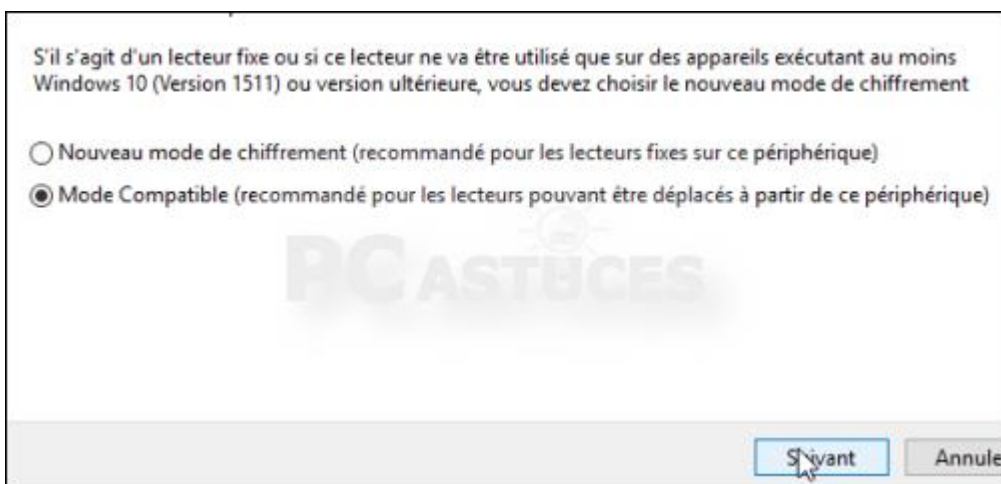 S'il s'agit d'un lecteur fixe ou si ce lecteur ne va être utilisé que sur des appareils exécutant au moins
Windows 10 (Version 1511) ou version ultérieure, vous devez choisir le nouveau mode de chiffrement
Nouveau mode de chiffrement (recommandé pour les lecteurs fixes sur ce périphérique)
Mode Compatible (recommandé pour les lecteurs pouvant être déplacés à partir de ce périphérique)
PC ASTUCES
Suivant Annule